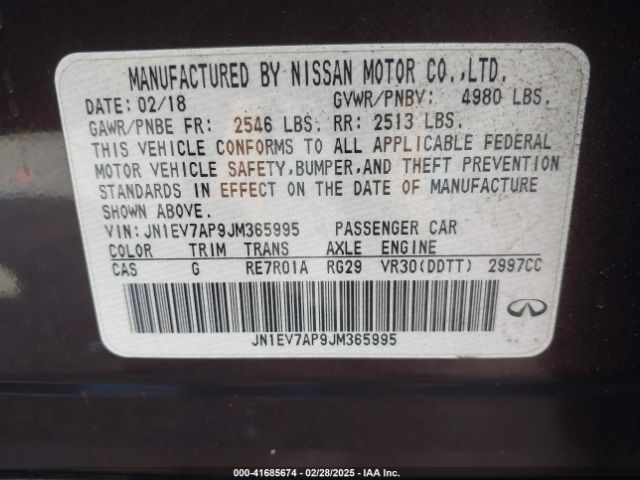 MANUFACTURED BY NISSAN MOTOR CO.,LTD.
DATE: 02/18 GVWR/PNBV: 4980 LBS.
GAWR/PNBE FR: 2546 LBS. RR: 2513 LBS.
THIS VEHICLE CONFORMS TO ALL APPLICABLE FEDERAL
MOTOR VEHICLE SAFETY,BUMPER,AND THEFT PREVENTION
STANDARDS IN EFFECT ON THE DATE OF MANUFACTURE
SHOWN ABOVE.
VIN:JN1EV7AP9JM365995 PASSENGER CAR
COLOR TRIM TRANS AXLE ENGINE
CAS G RE7R01A RG29 VR30(DDTT) 2997CC
JN1EV7AP9JM365995
000-41685674 | 02/28/2025 - IAA.COM